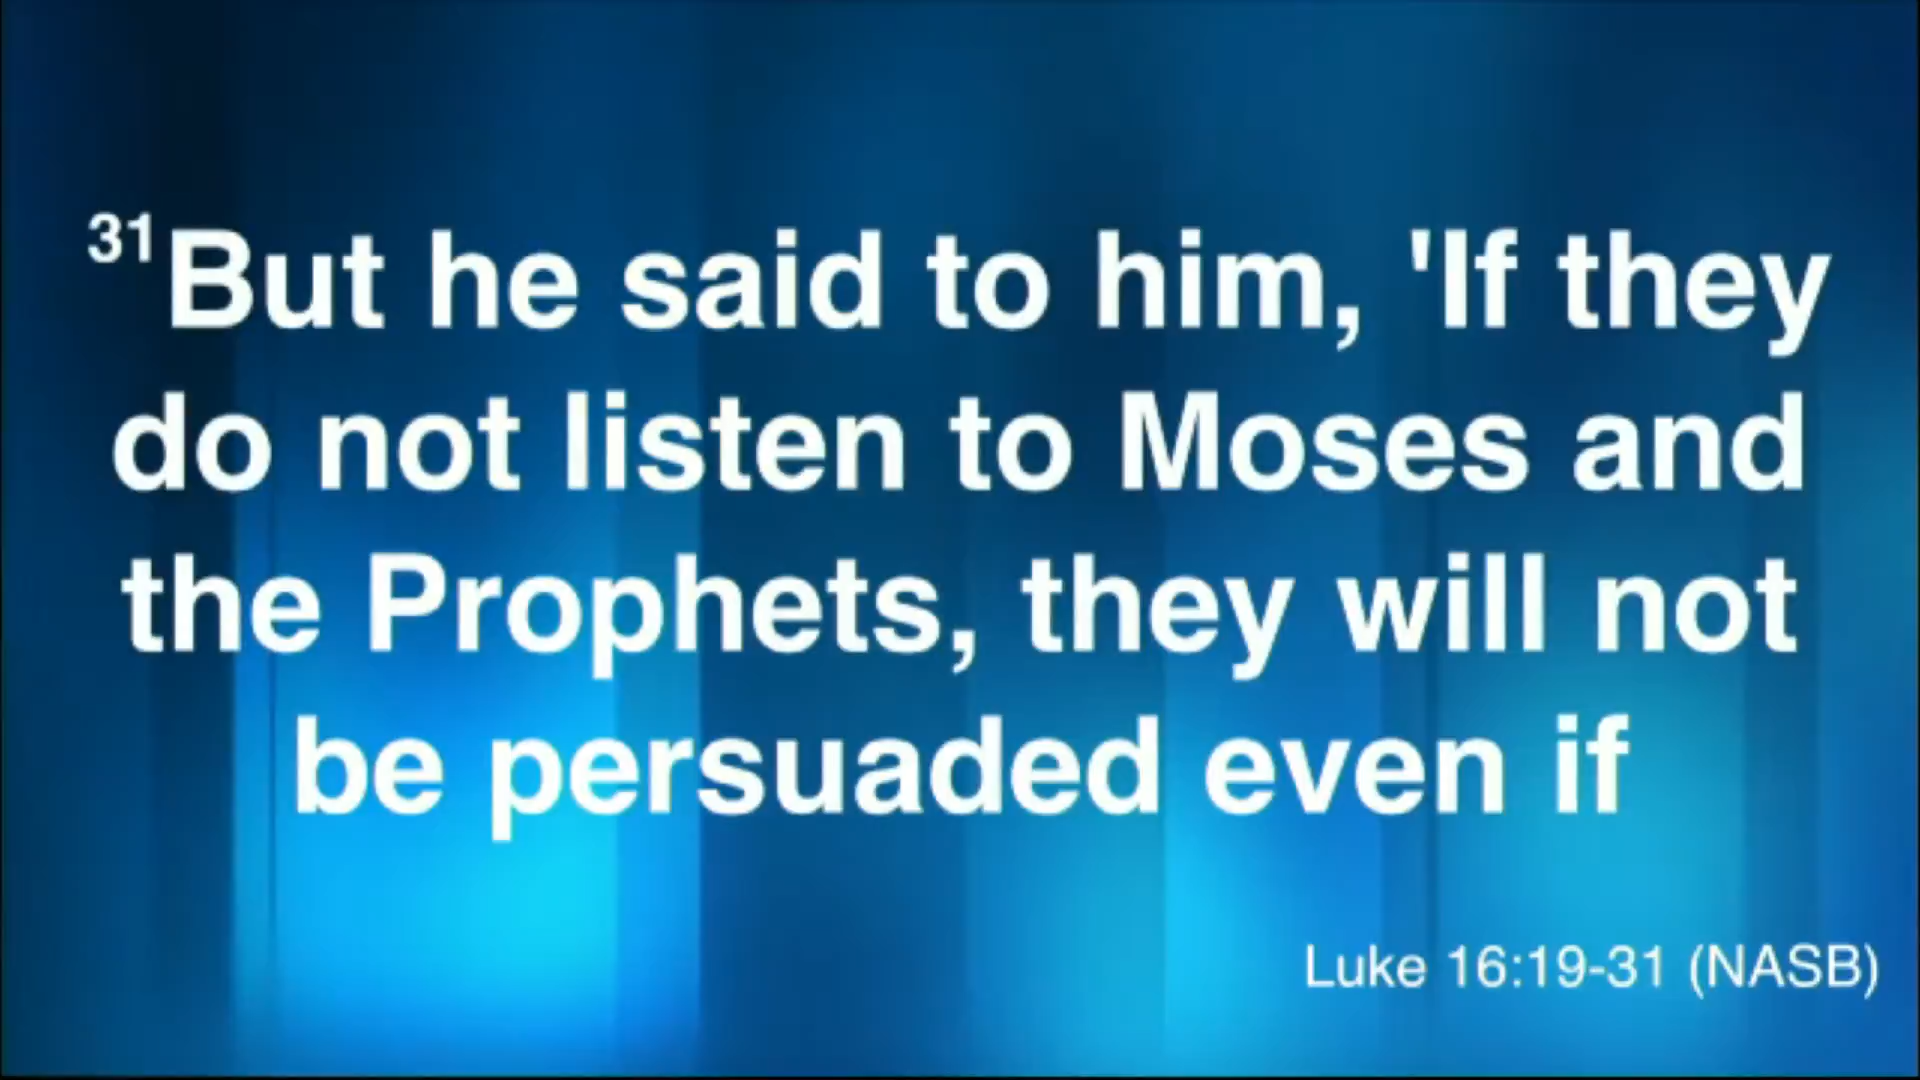 31But he said to him, 'If they
do not listen to Moses and
the Prophets, they will not
be persuaded even if
Luke 16:19-31 (NASB)